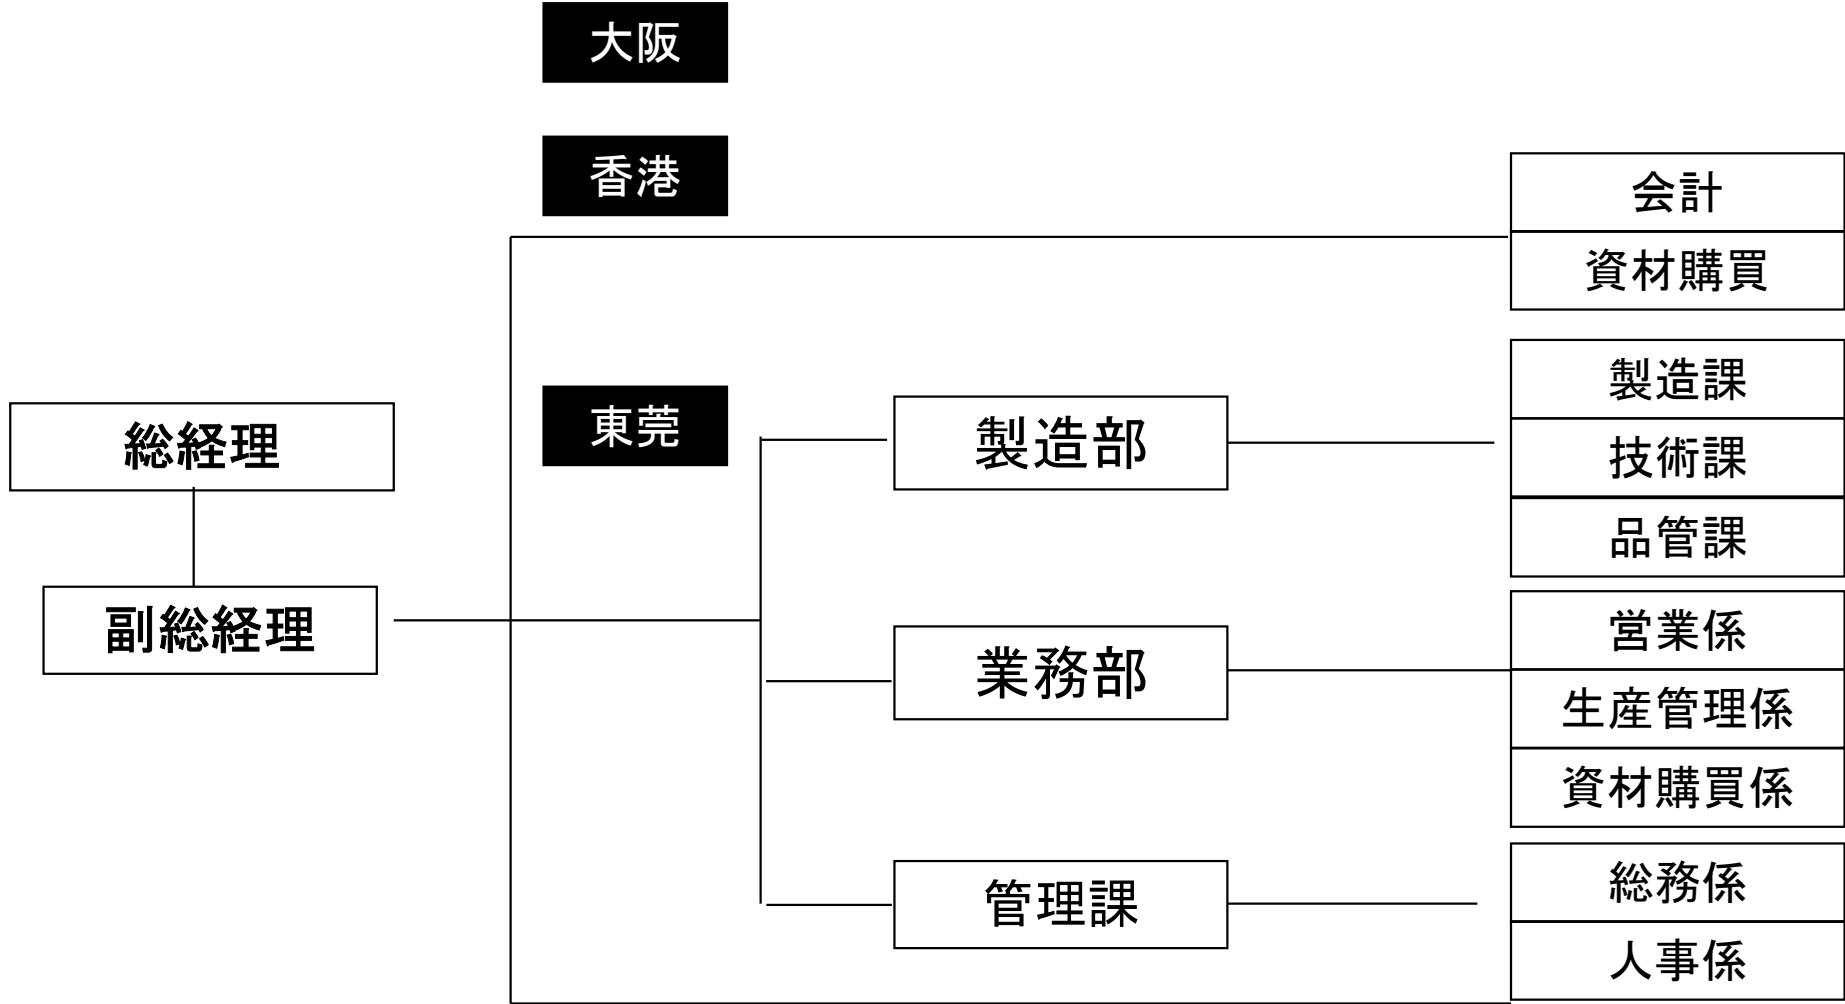 大阪
香港
会計
資材購買
東莞
総経理
副総経理
製造部
製造課
技術課
品管課
業務部
営業係
生産管理係
資材購買係
管理課
総務係
人事係